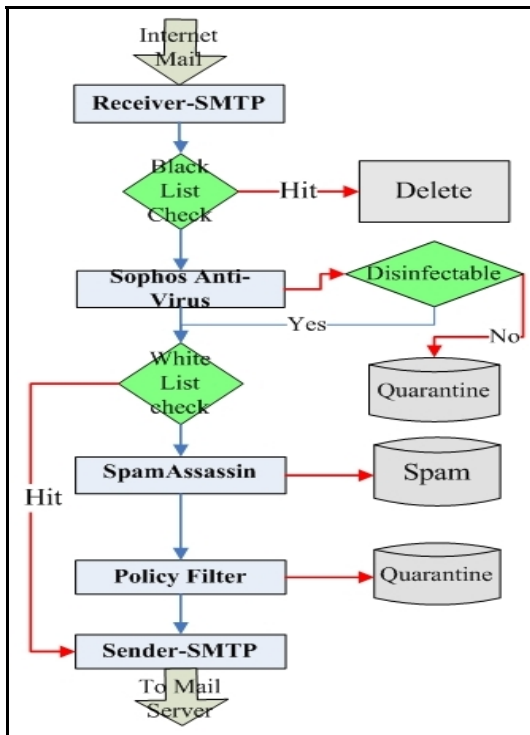 Internet
Mail
Receiver-SMTP
Black
List
Check
Hit
Delete
Sophos Anti-
Virus
Disinfectable
Yes
No
Quarantine
White
List
check
Hit
SpamAssassin
Spam
Policy Filter
Quarantine
Sender-SMTP
To Mail
Server